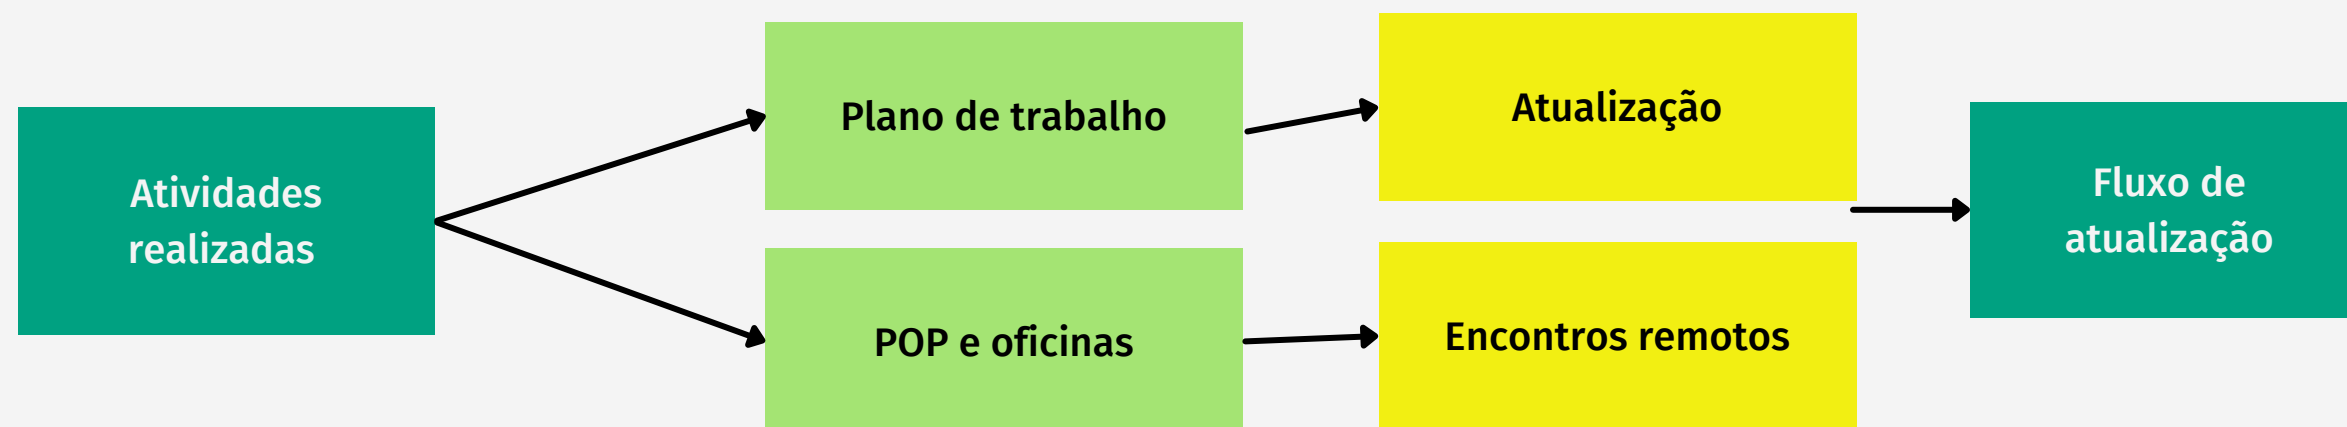 Atividades
realizadas
Plano de trabalho
POP e oficinas
Atualização
Encontros remotos
Fluxo de
atualização